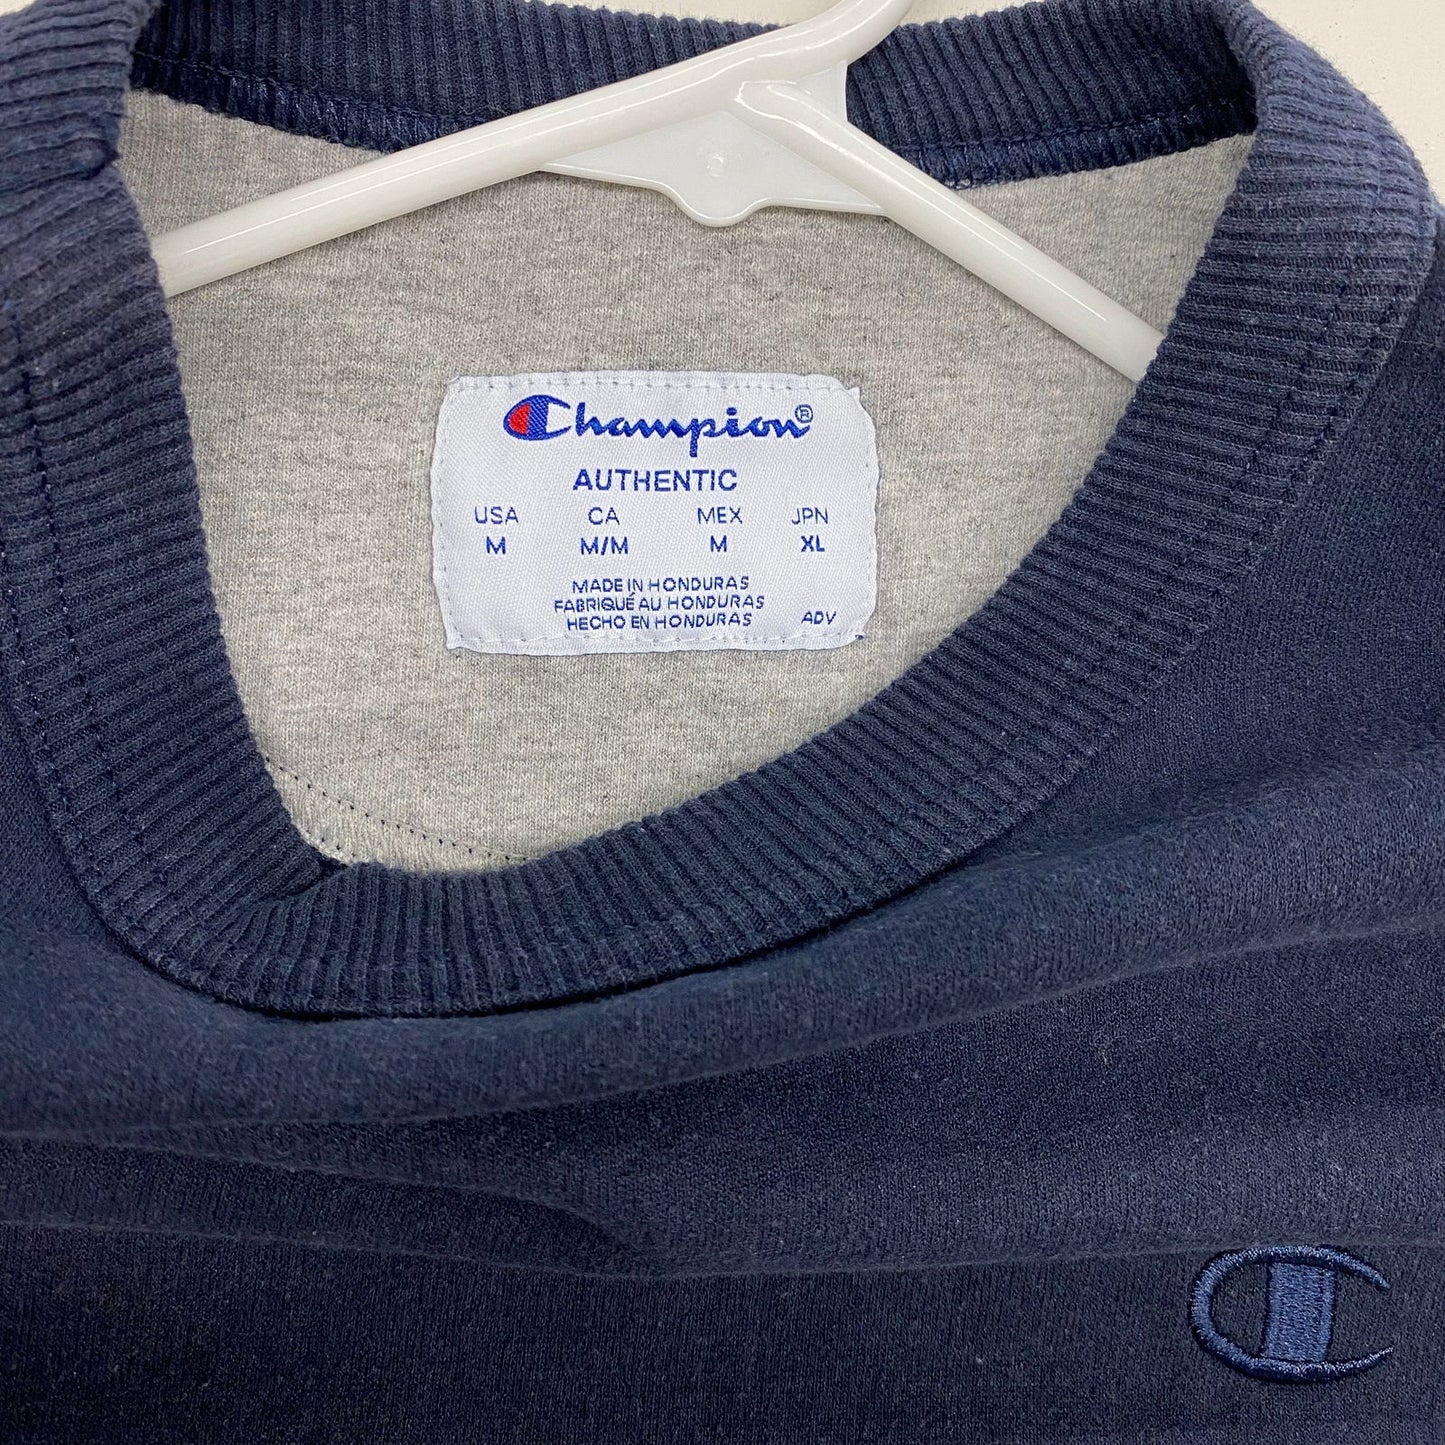 Champion®
AUTHENTIC
USA CA MEX JPN
M M/M M XL
MADE IN HONDURAS
FABRIQUÉ AU HONDURAS
HECHO EN HONDURAS ADV